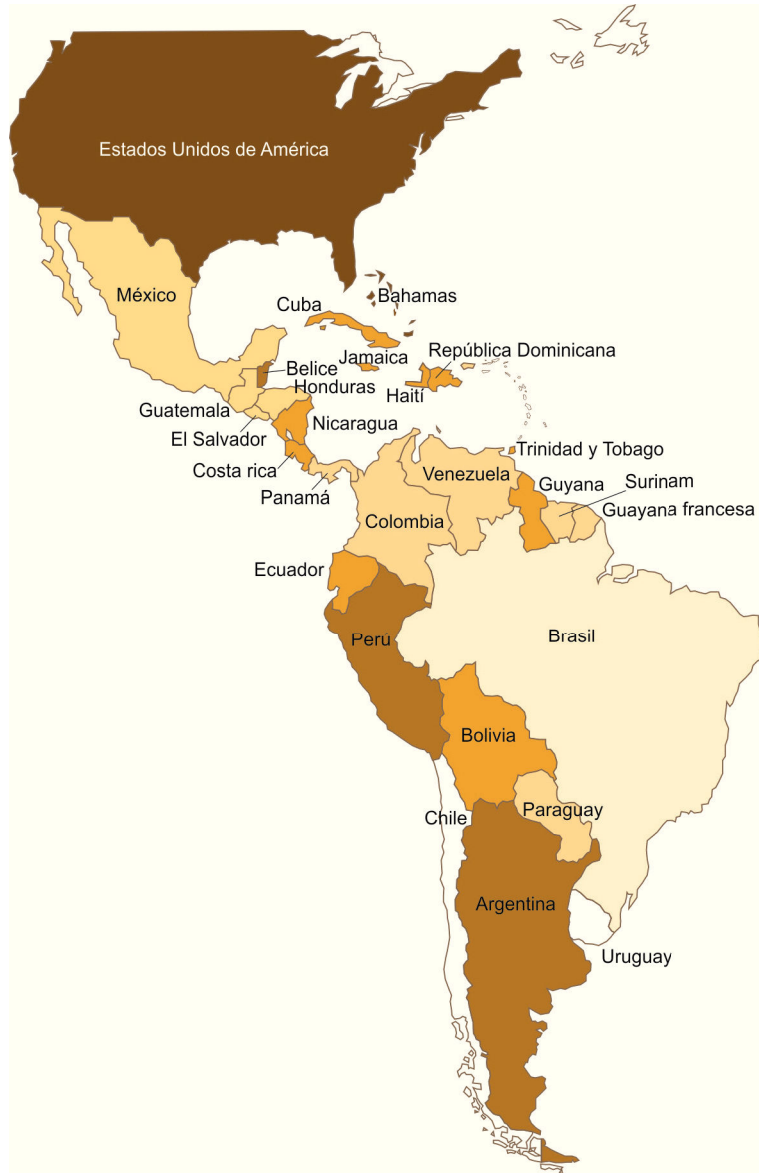 Estados Unidos de América
México
Cuba
Bahamas
Jamaica
República Dominicana
Belice
Haití
Honduras
Guatemala
Nicaragua
El Salvador
Trinidad y Tobago
Costa rica
Venezuela
Guyana
Surinam
Panamá
Guayana francesa
Colombia
Ecuador
Perú
Brasil
Bolivia
Paraguay
Chile
Argentina
Uruguay